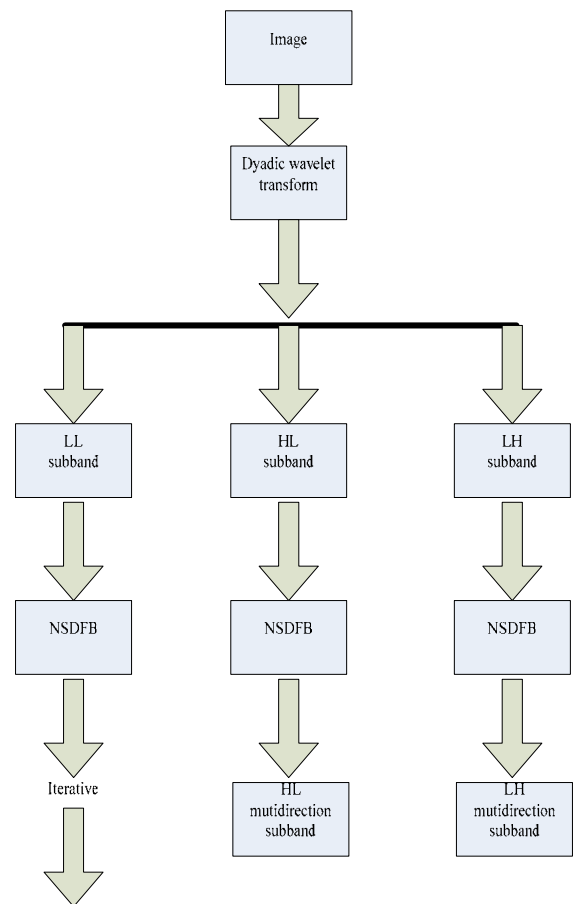 Image
Dyadic wavelet
transform
LL
subband
HL
subband
LH
subband
NSDFB
NSDFB
NSDFB
Iterative
HL
mutidirection
subband
LH
mutidirection
subband